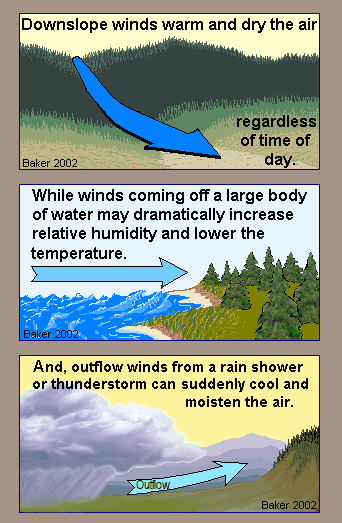 Downslope winds warm and dry the air
regardless
of time of
day.
Baker 2002
While winds coming off a large body
of water may dramatically increase
relative humidity and lower the
temperature.
Baker 2002
And, outflow winds from a rain shower
or thunderstorm can suddenly cool and
moisten the air.
Outflow
Baker 2002